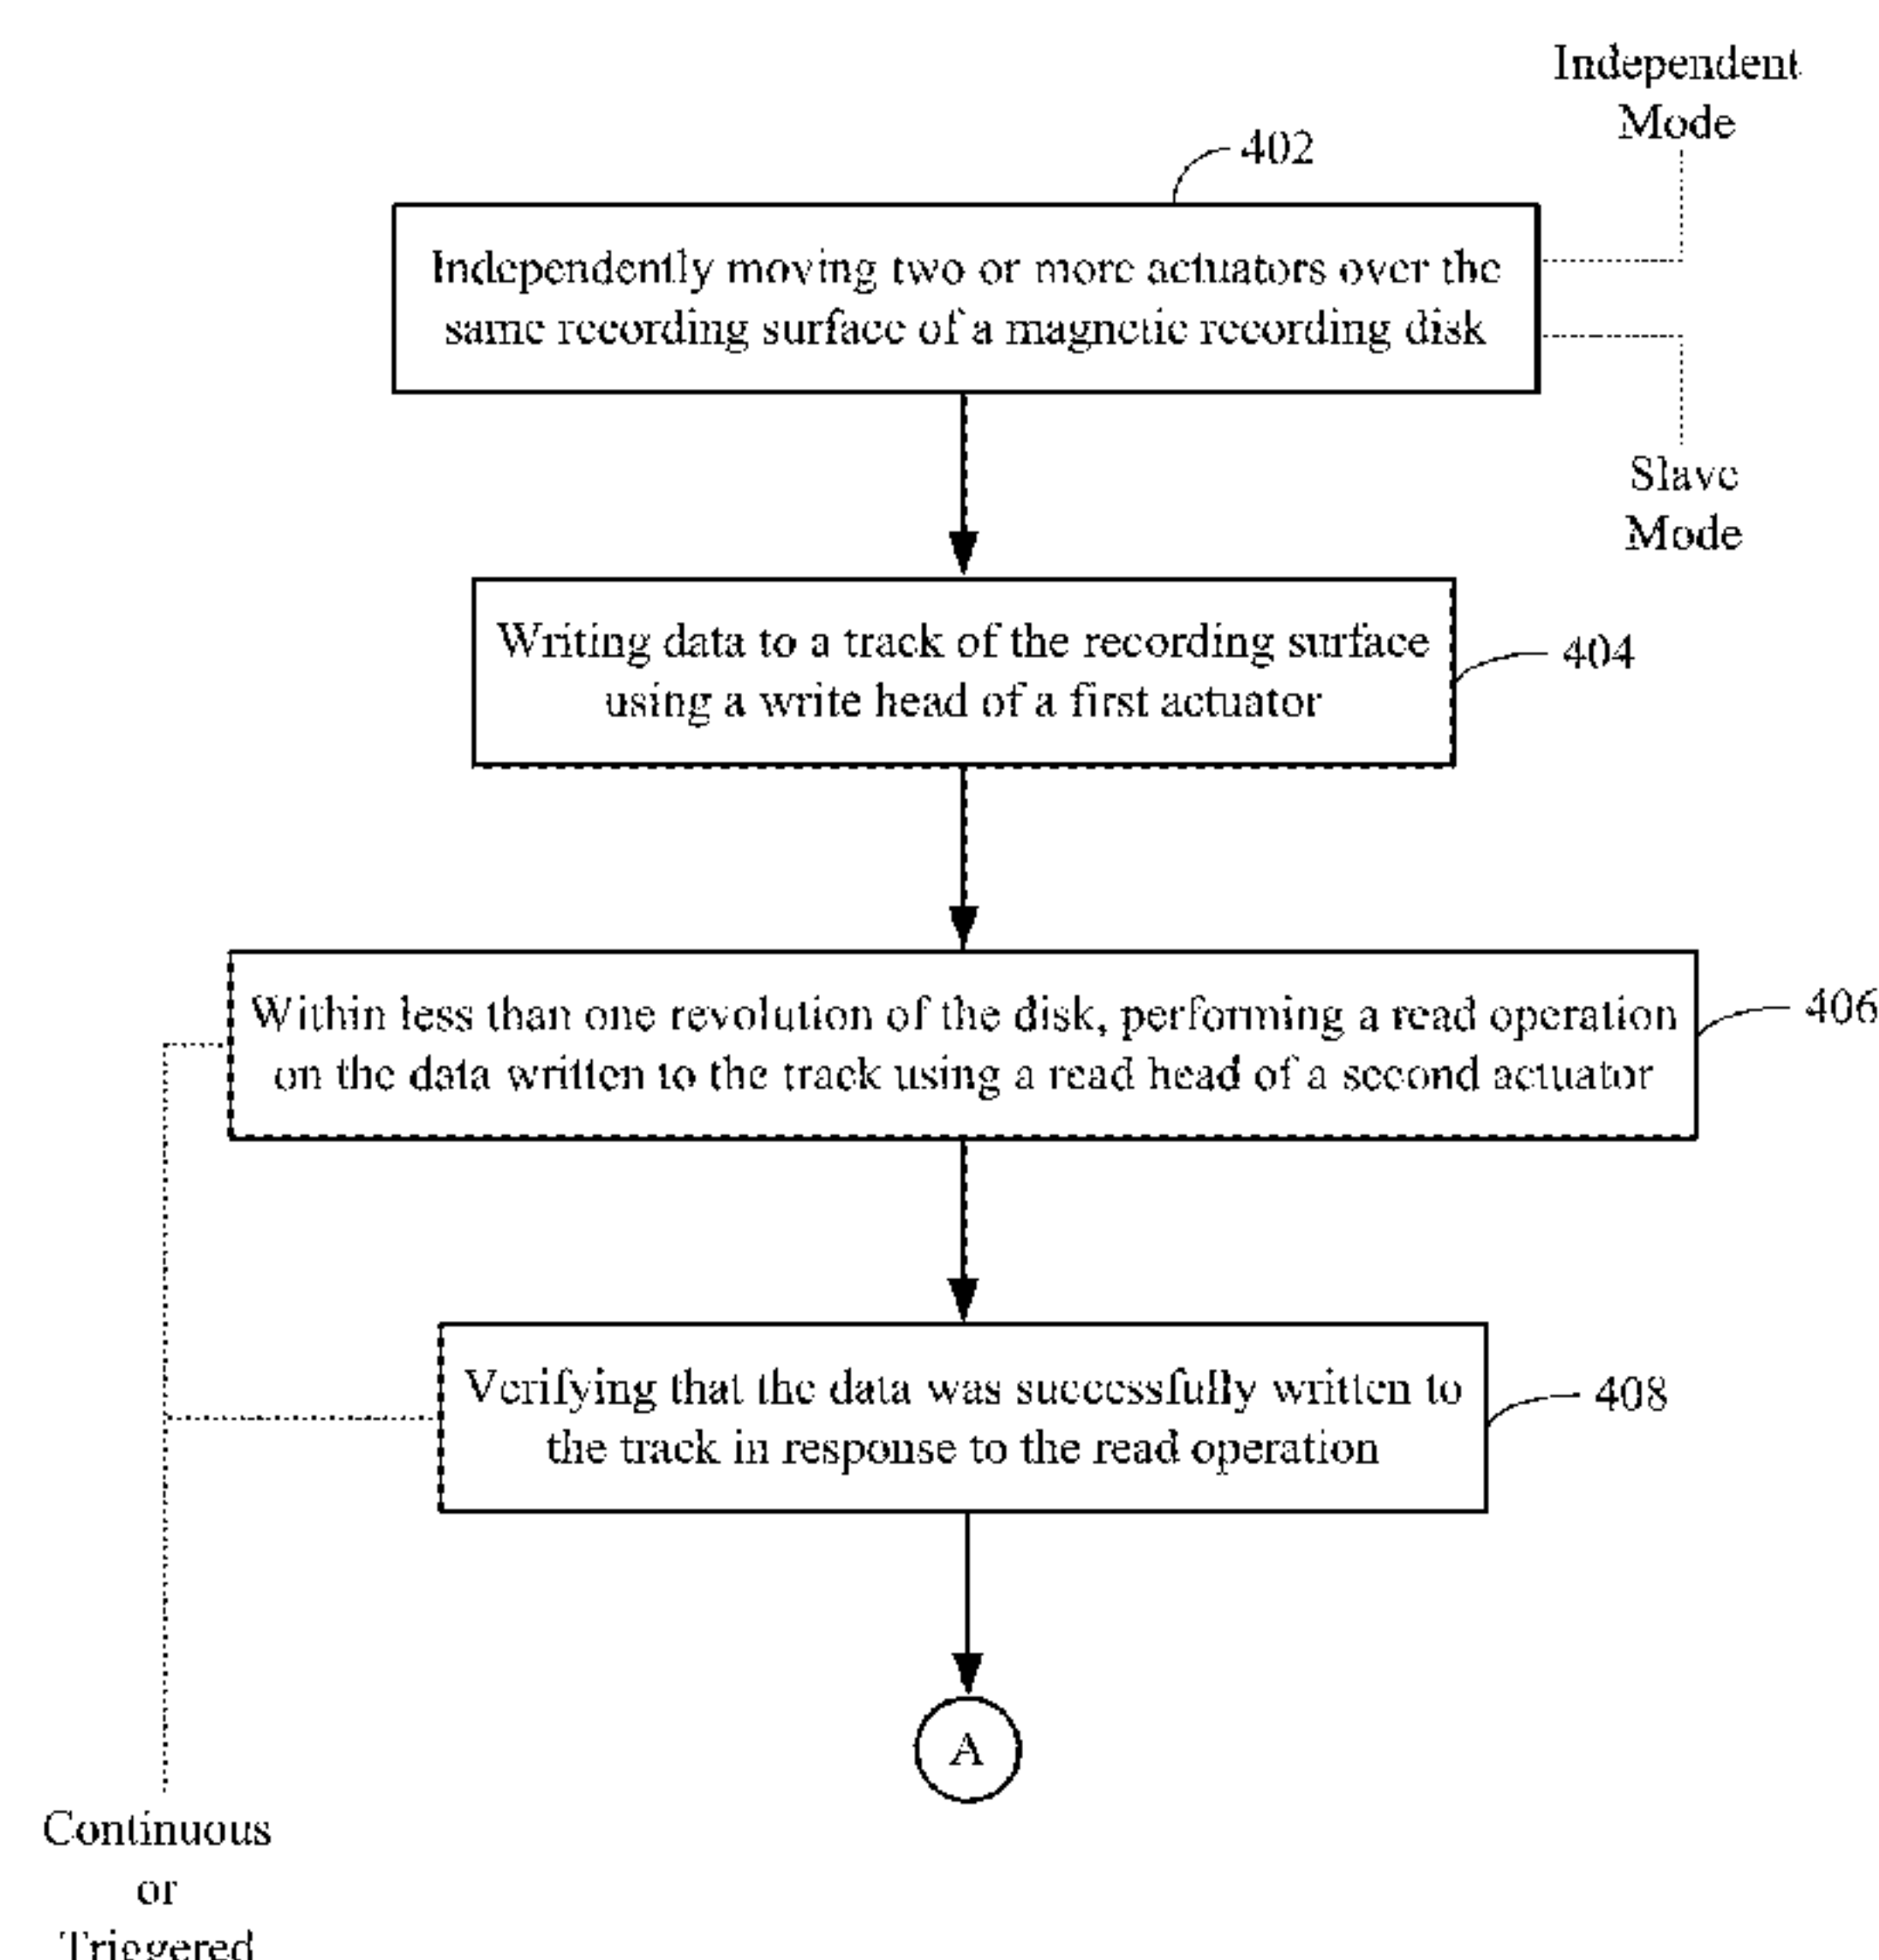 Independent
Mode
402
Independently moving two or more actuators over the
same recording surface of a magnetic recording disk
Slave
Mode
Writing data to a track of the recording surface
using a write head of a first actuator
404
Within less than one revolution of the disk, performing a read operation
on the data written to the track using a read head of a second actuator
406
Verifying that the data was successfully written to
the track in response to the read operation
408
A
Continuous
or
Triggered